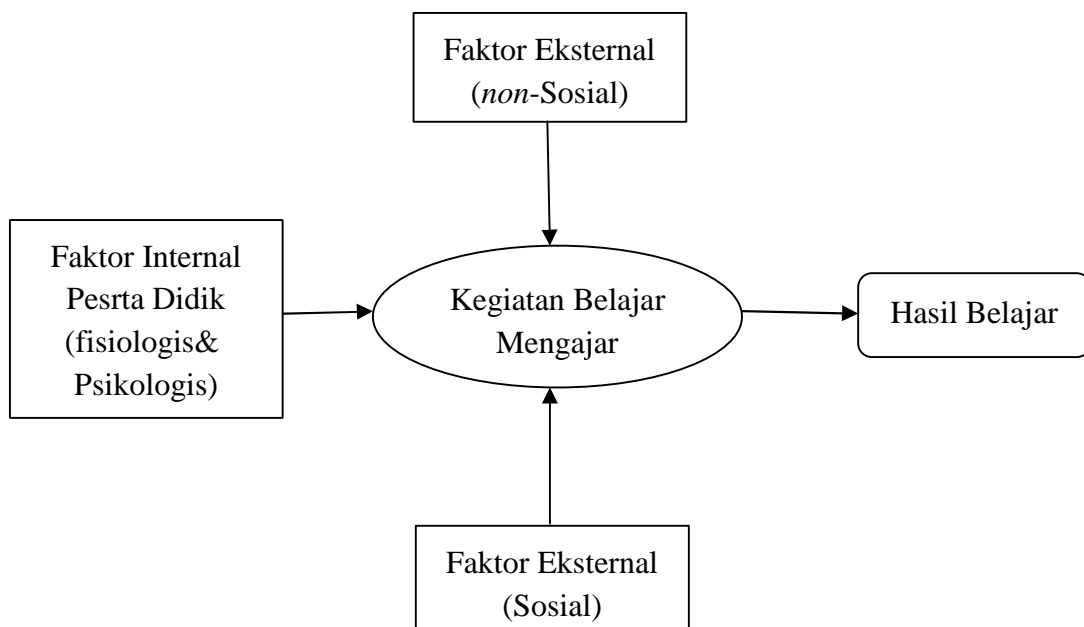 Faktor Eksternal
(non-Sosial)
Faktor Internal
Pesrta Didik
(fisiologis&
Psikologis)
Kegiatan Belajar
Mengajar
Hasil Belajar
Faktor Eksternal
(Sosial)